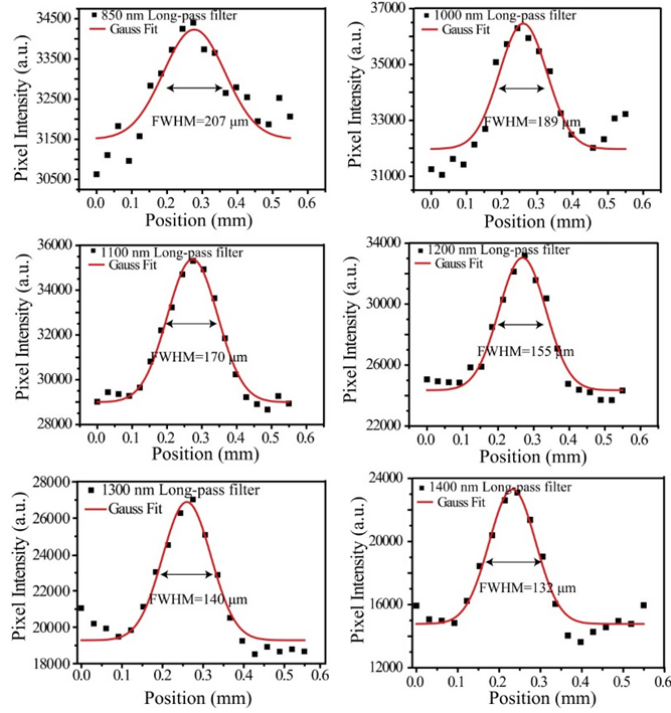 34500
33500
32500
31500
30500
Pixel Intensity (a.u.)
850 nm Long-pass filter
Gauss Fit
FWHM=207 μm
0.0 0.1 0.2 0.3 0.4 0.5 0.6
Position (mm)
37000
35000
33000
31000
Pixel Intensity (a.u.)
1000 nm Long-pass filter
Gauss Fit
FWHM=189 μm
0.0 0.1 0.2 0.3 0.4 0.5 0.6
Position (mm)
36000
34000
32000
30000
28000
Pixel Intensity (a.u.)
1100 nm Long-pass filter
Gauss Fit
FWHM=170 μm
0.0 0.1 0.2 0.3 0.4 0.5 0.6
Position (mm)
34000
30000
26000
22000
Pixel Intensity (a.u.)
1200 nm Long-pass filter
Gauss Fit
FWHM=155 μm
0.0 0.1 0.2 0.3 0.4 0.5 0.6
Position (mm)
28000
26000
24000
22000
20000
18000
Pixel Intensity (a.u.)
1300 nm Long-pass filter
Gauss Fit
FWHM=140 μm
0.0 0.1 0.2 0.3 0.4 0.5 0.6
Position (mm)
24000
21000
18000
15000
12000
Pixel Intensity (a.u.)
1400 nm Long-pass filter
Gauss Fit
FWHM=132 μm
0.0 0.1 0.2 0.3 0.4 0.5 0.6
Position (mm)